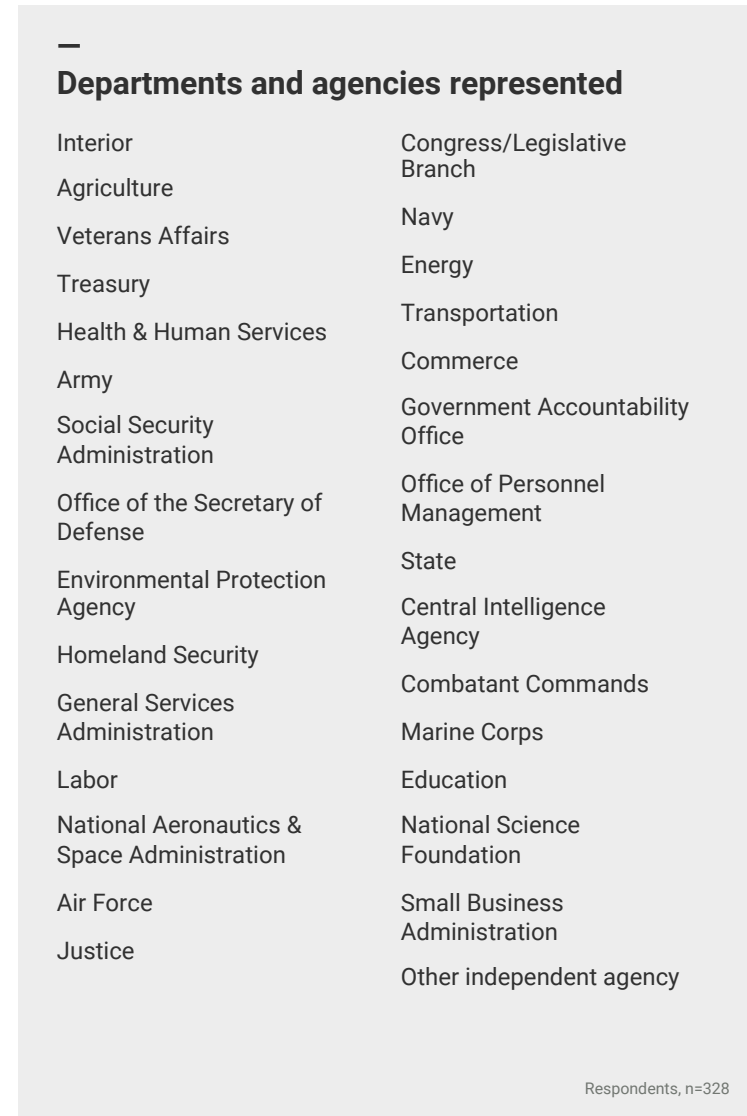 Departments and agencies represented
Interior
Agriculture
Veterans Affairs
Treasury
Health & Human Services
Army
Social Security
Administration
Office of the Secretary of
Defense
Environmental Protection
Agency
Homeland Security
General Services
Administration
Labor
National Aeronautics &
Space Administration
Air Force
Justice
Congress/Legislative
Branch
Navy
Energy
Transportation
Commerce
Government Accountability
Office
Office of Personnel
Management
State
Central Intelligence
Agency
Combatant Commands
Marine Corps
Education
National Science
Foundation
Small Business
Administration
Other independent agency
Respondents, n=328